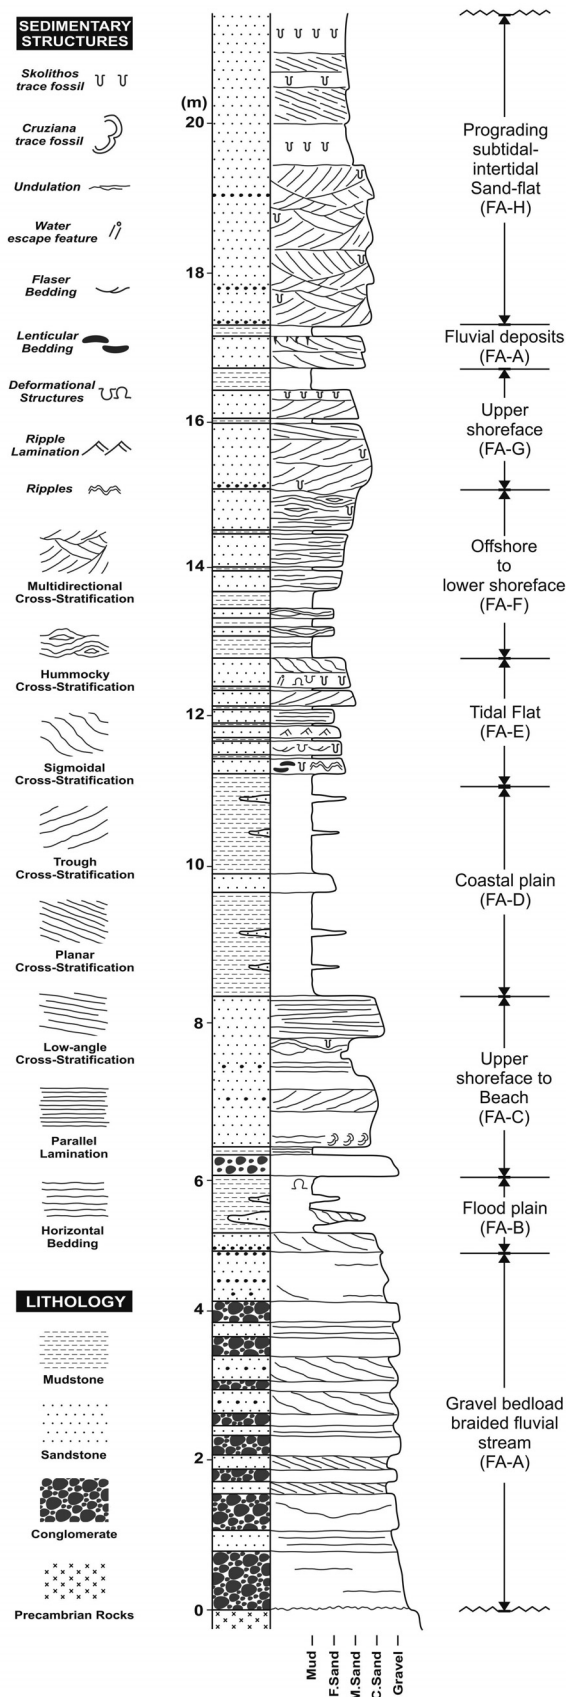 SEDIMENTARY
STRUCTURES
Skolithos
trace fossil
Cruziana
trace fossil
Undulation
Water
escape feature
Flaser
Bedding
Lenticular
Bedding
Deformational
Structures
Ripple
Lamination
Ripples
Multidirectional
Cross-Stratification
Hummocky
Cross-Stratification
Sigmoidal
Cross-Stratification
Trough
Cross-Stratification
Planar
Cross-Stratification
Low-angle
Cross-Stratification
Parallel
Lamination
Horizontal
Bedding
LITHOLOGY
Mudstone
Sandstone
Conglomerate
Precambrian Rocks
(m)
20
18
16
14
12
10
8
6
4
2
0
Mud
F.Sand
M.Sand
C.Sand
Gravel
Prograding
subtidal-
intertidal
Sand-flat
(FA-H)
Fluvial deposits
(FA-A)
Upper
shoreface
(FA-G)
Offshore
to
lower shoreface
(FA-F)
Tidal Flat
(FA-E)
Coastal plain
(FA-D)
Upper
shoreface to
Beach
(FA-C)
Flood plain
(FA-B)
Gravel bedload
braided fluvial
stream
(FA-A)